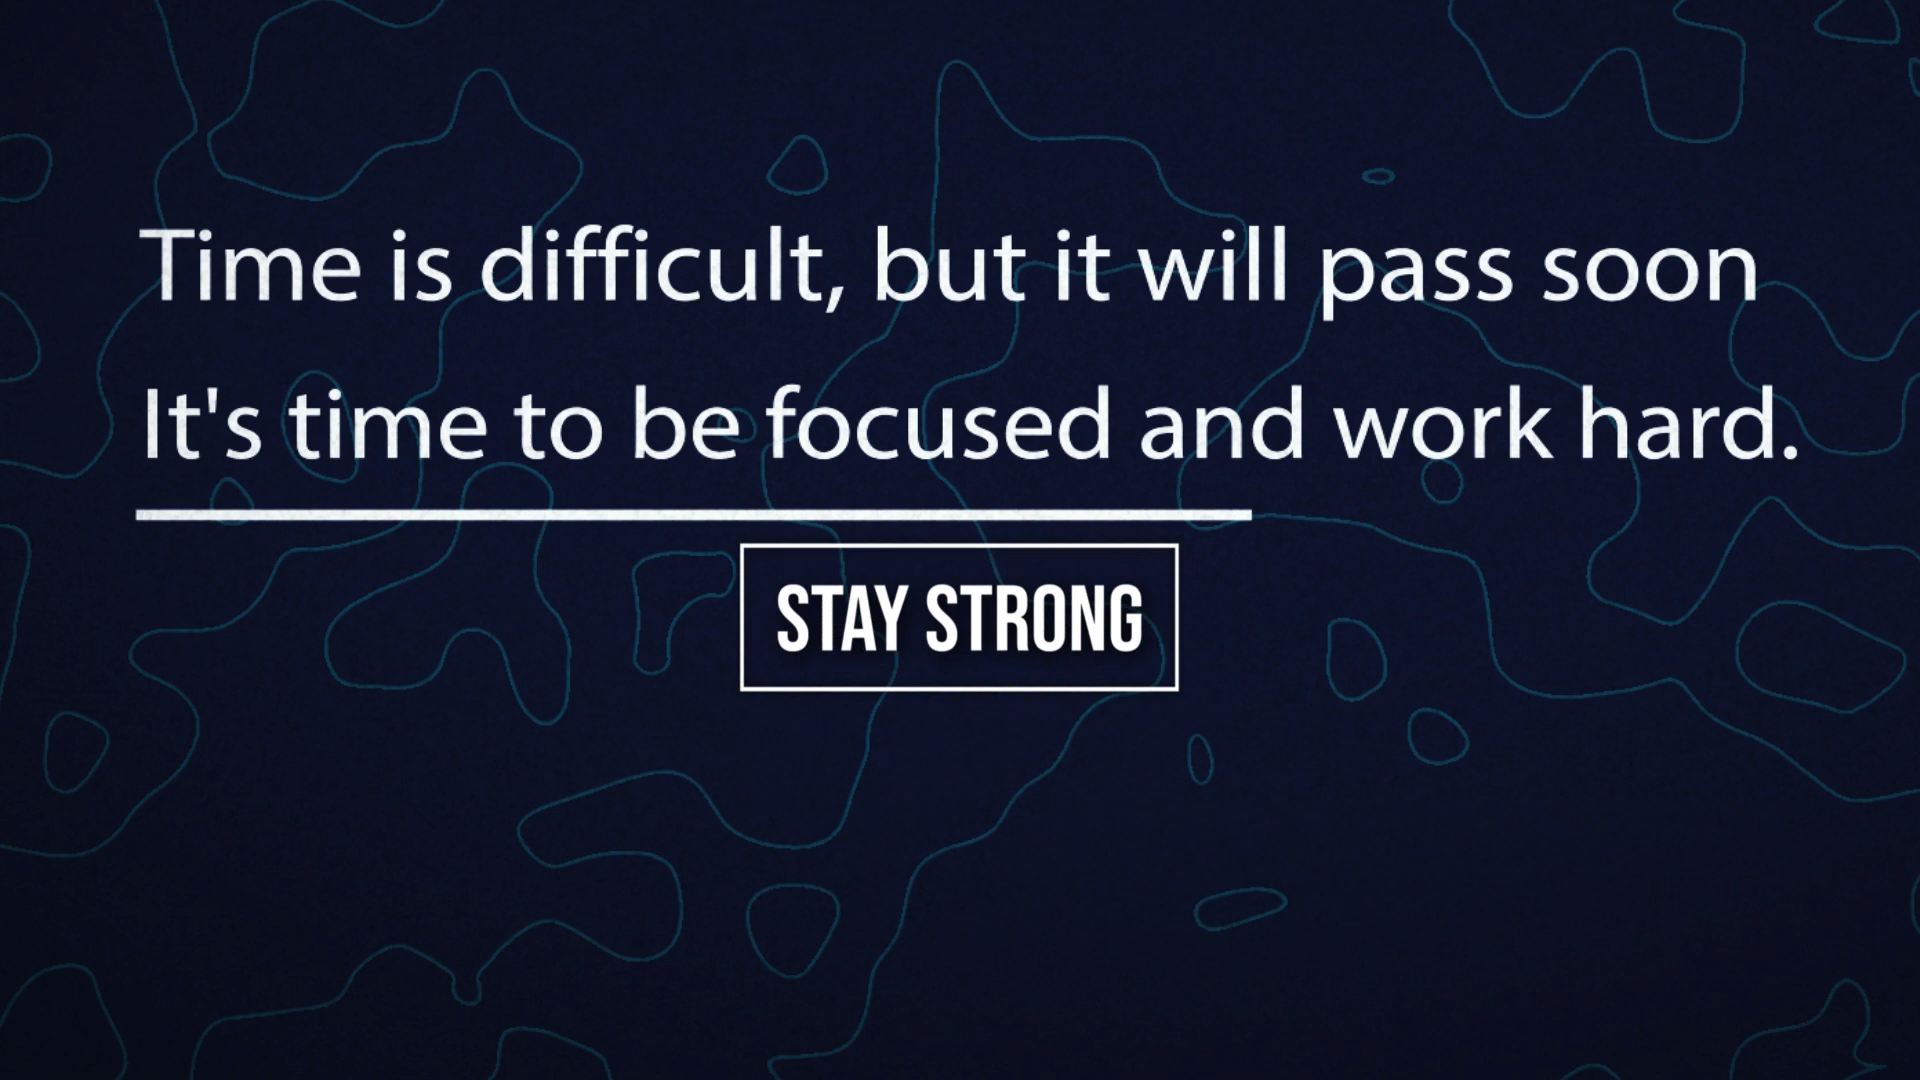 Time is difficult, but it will pass soon
It's time to be focused and work hard.
STAY STRONG